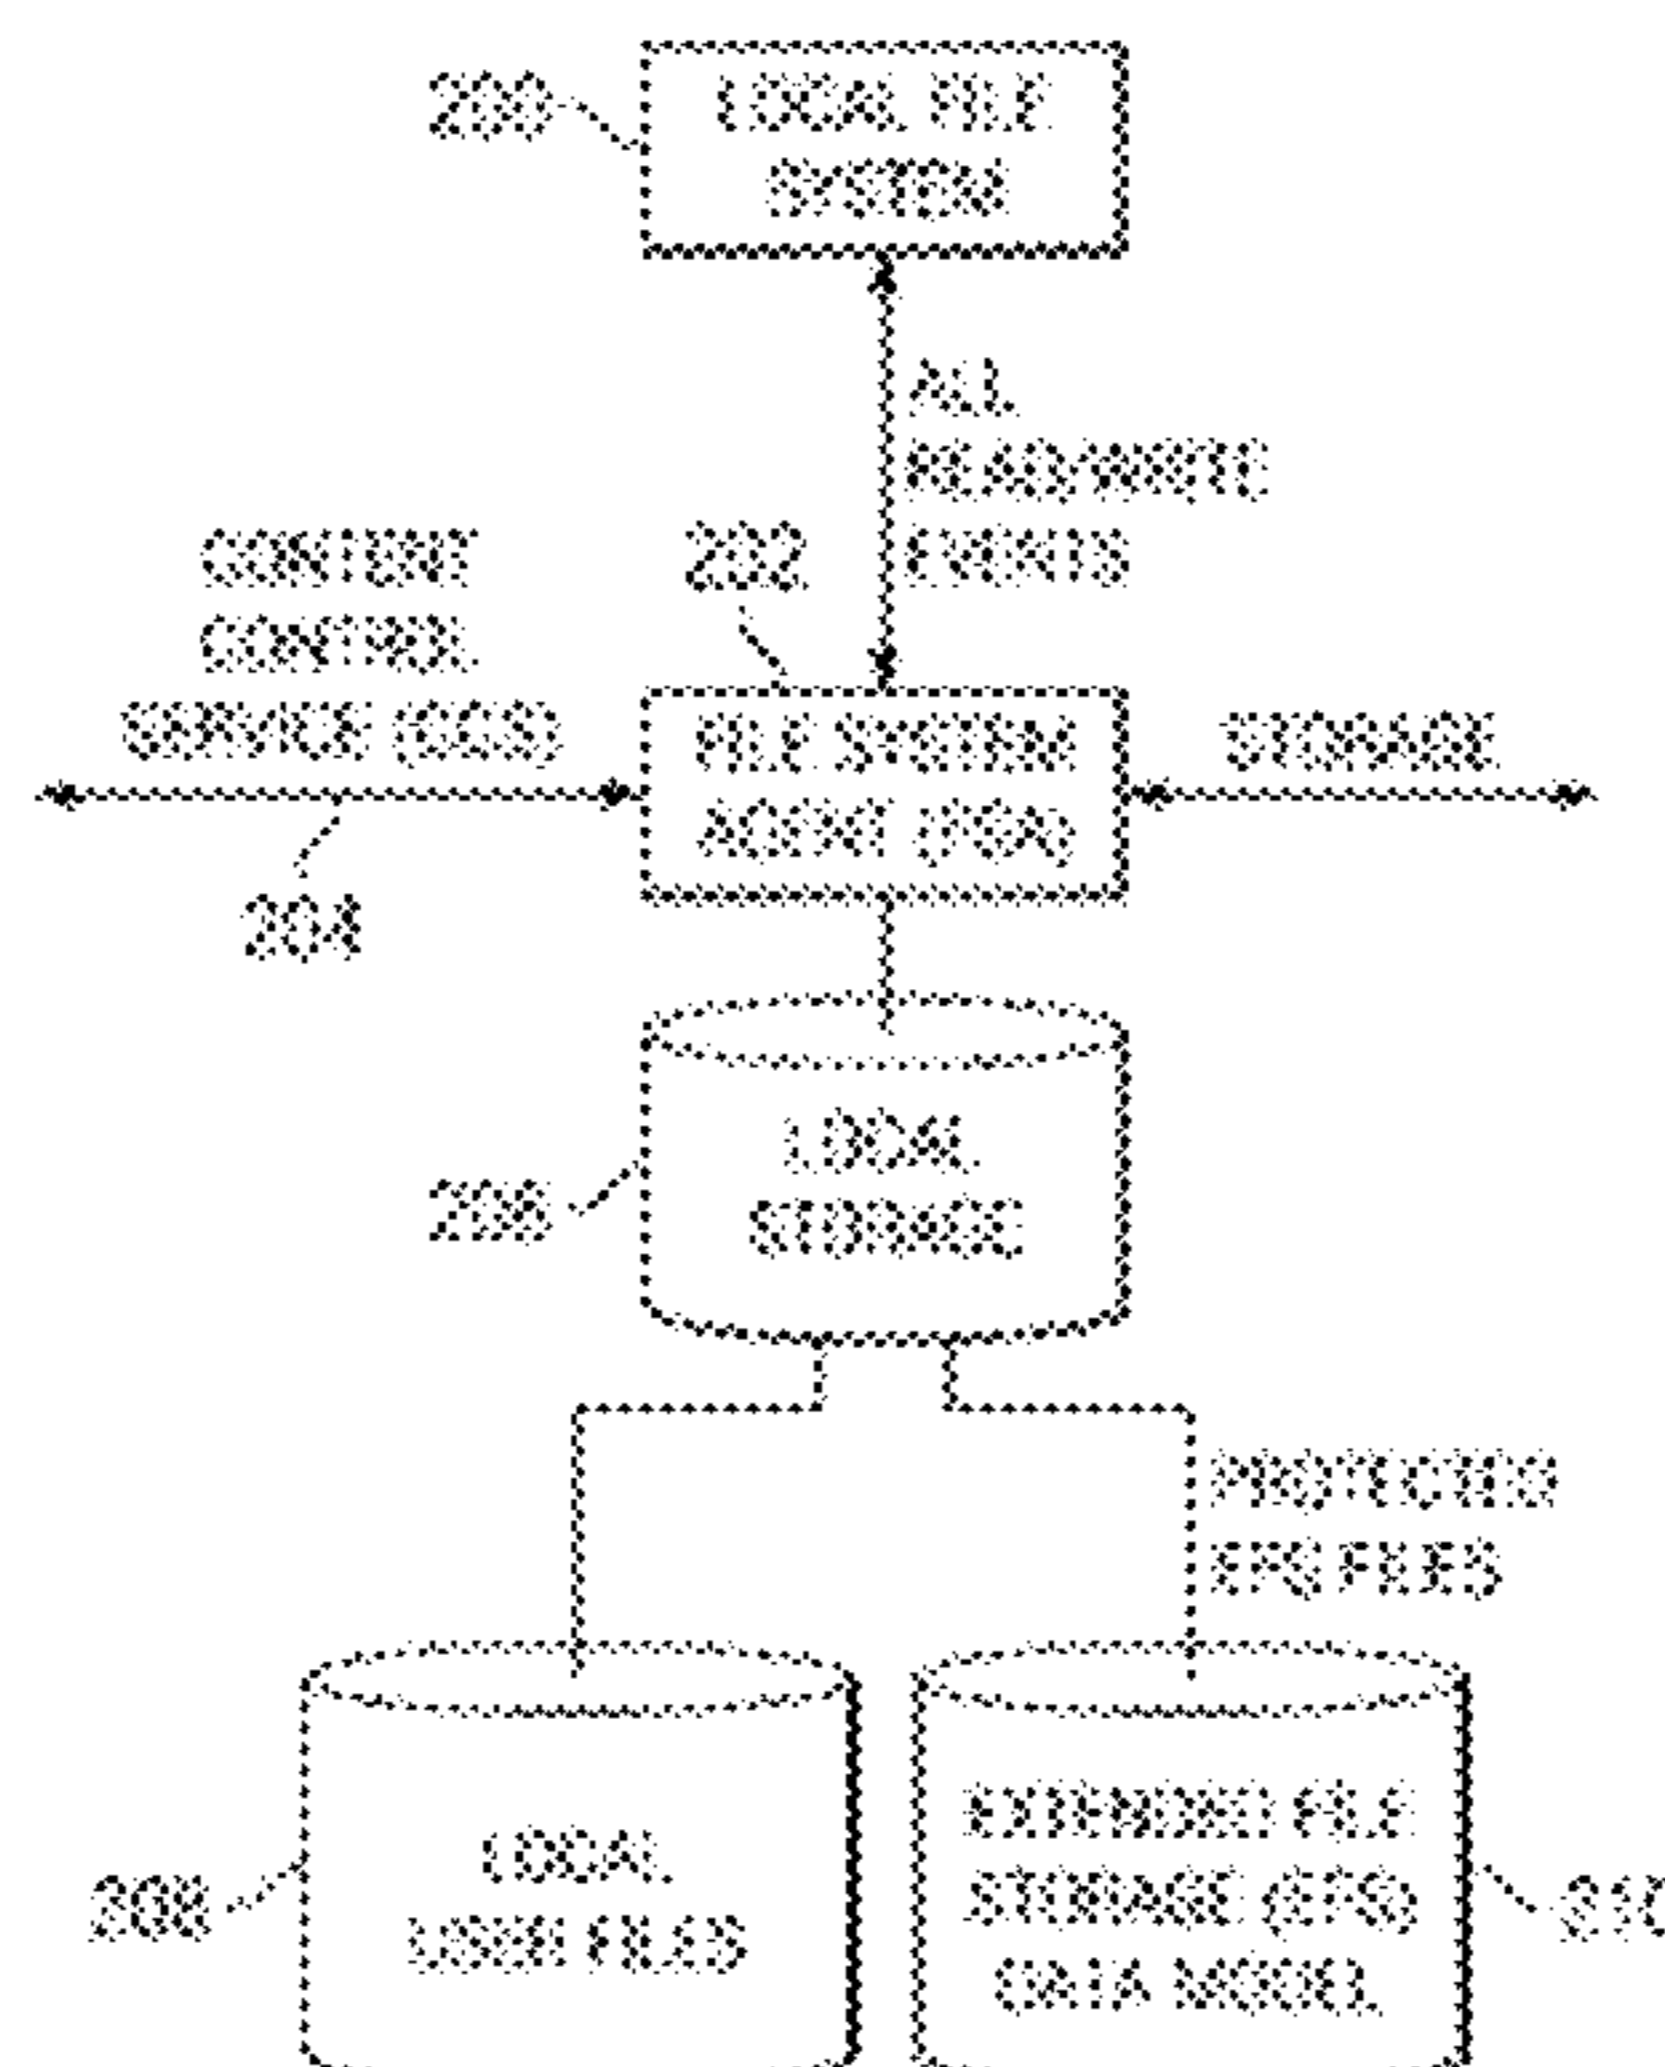 200
LOCAL FILE
SYSTEM
ALL
READ/WRITE
EVENTS
202
CONTENT
CONTROL
SERVICE (CCS)
204
FILE SYSTEM
AGENT (FSA)
STORAGE
LOCAL
STORAGE
206
PROTECTED
EFS FILES
LOCAL
USER FILES
208
EXTENDED FILE
STORAGE (EFS)
DATA MODEL